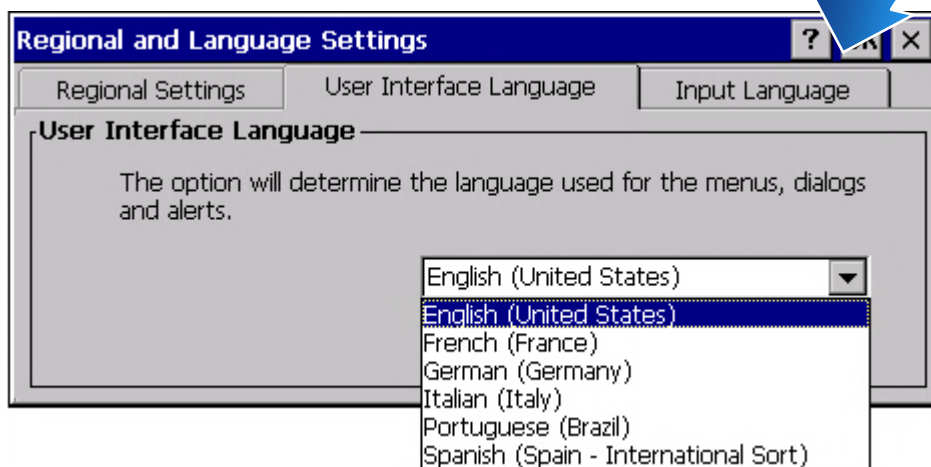 Regional and Language Settings ? ×
Regional Settings User Interface Language Input Language
User Interface Language
The option will determine the language used for the menus, dialogs
and alerts.
English (United States)
English (United States)
French (France)
German (Germany)
Italian (Italy)
Portuguese (Brazil)
Spanish (Spain - International Sort)